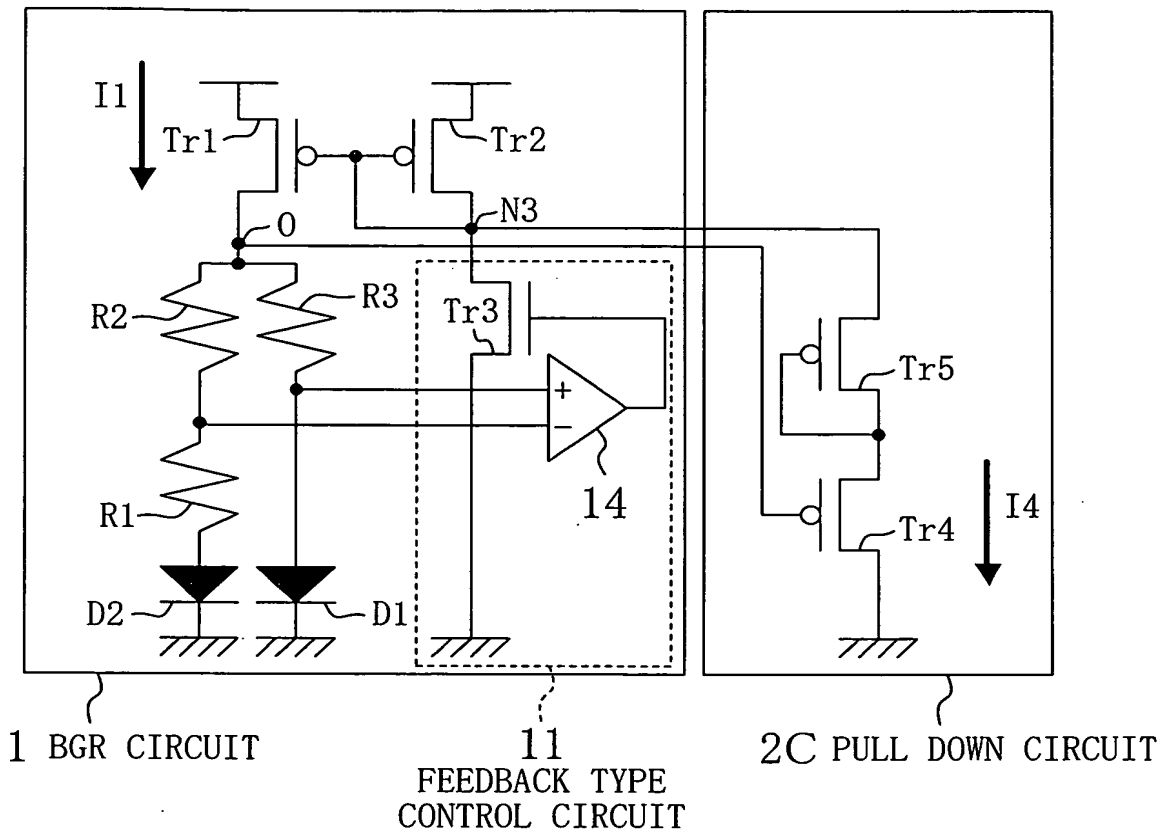 I1
Tr1
Tr2
O
N3
R2
R3
Tr3
+
−
14
R1
D2
D1
Tr5
Tr4
I4
1 BGR CIRCUIT
11
FEEDBACK TYPE
CONTROL CIRCUIT
2C PULL DOWN CIRCUIT